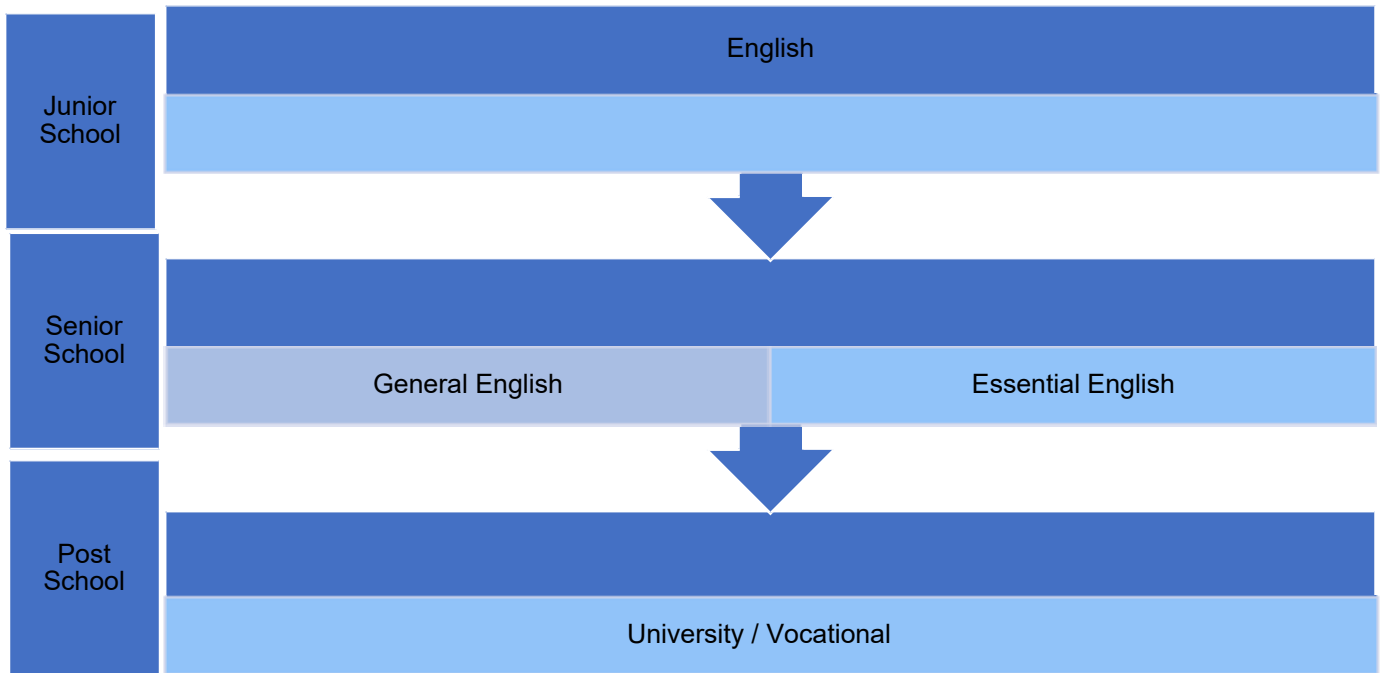 English
Junior
School
Senior
School
General English
Essential English
Post
School
University / Vocational